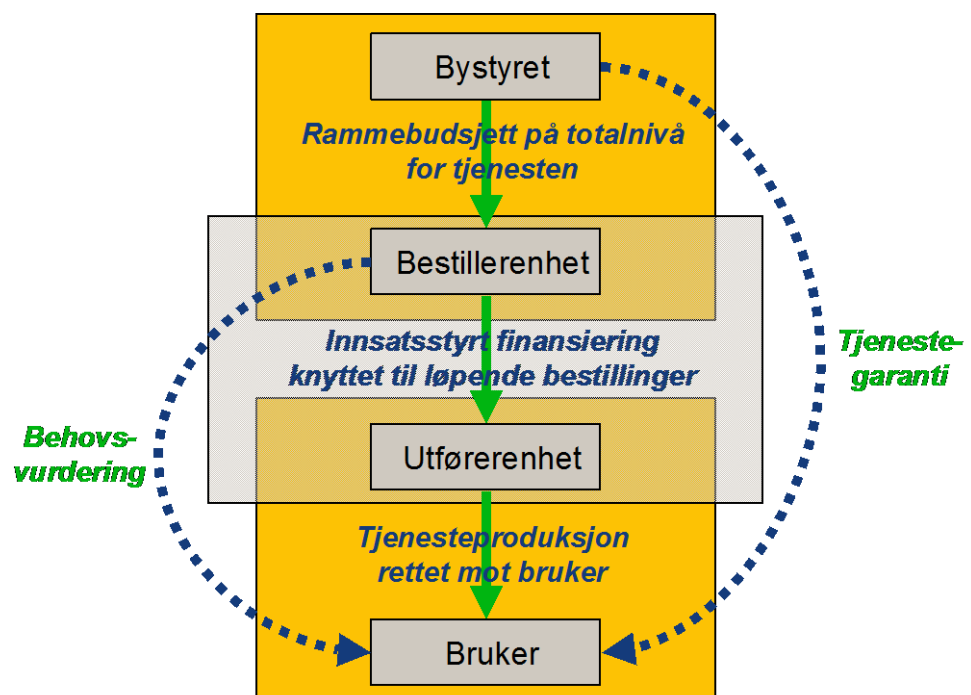 Bystyret
Rammebudsjett på totalnivå
for tjenesten
Bestillerenhet
Innsatsstyrt finansiering
knyttet til løpende bestillinger
Tjeneste-
garanti
Behovs-
vurdering
Utførerenhet
Tjenesteproduksjon
rettet mot bruker
Bruker